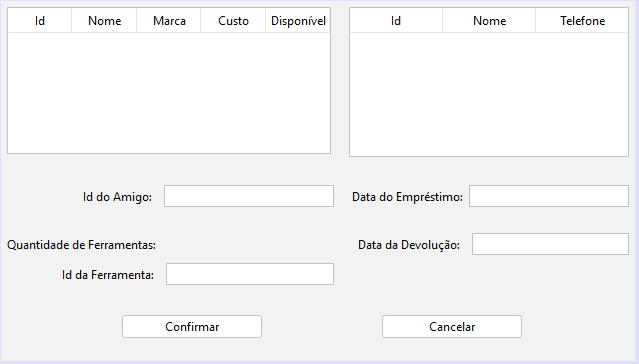 Id Nome Marca Custo Disponível
Id Nome Telefone
Id do Amigo: Data do Empréstimo:
Quantidade de Ferramentas: Data da Devolução:
Id da Ferramenta:
Confirmar Cancelar